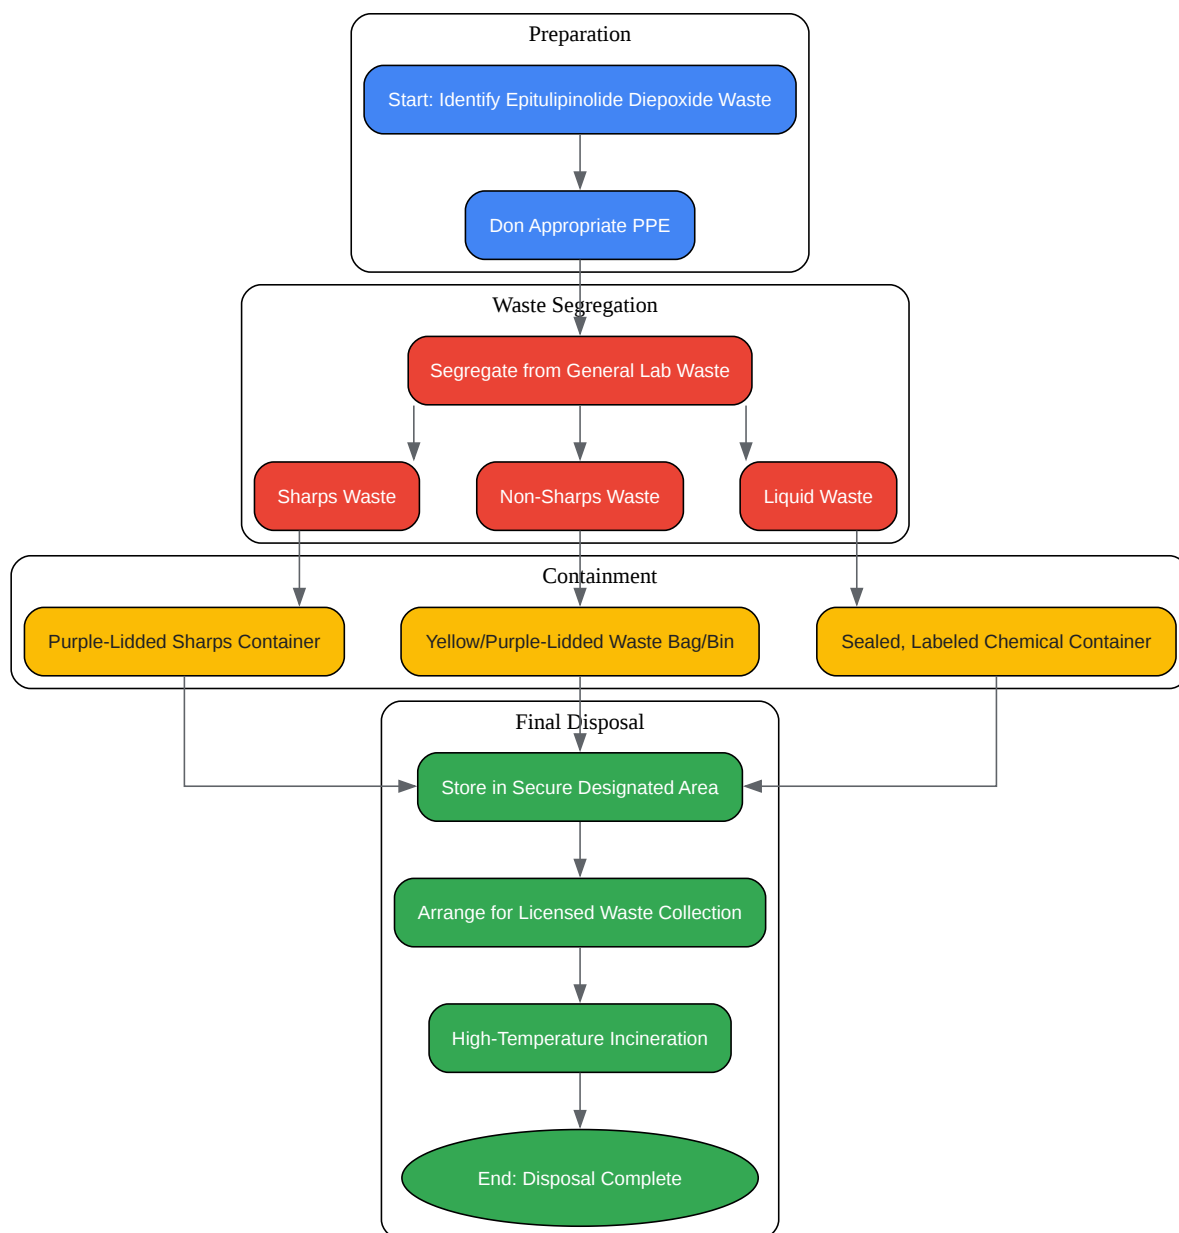 Preparation
Start: Identify Epitulipinolide Diepoxide Waste
Don Appropriate PPE
Waste Segregation
Segregate from General Lab Waste
Sharps Waste
Non-Sharps Waste
Liquid Waste
Containment
Purple-Lidded Sharps Container
Yellow/Purple-Lidded Waste Bag/Bin
Sealed, Labeled Chemical Container
Final Disposal
Store in Secure Designated Area
Arrange for Licensed Waste Collection
High-Temperature Incineration
End: Disposal Complete